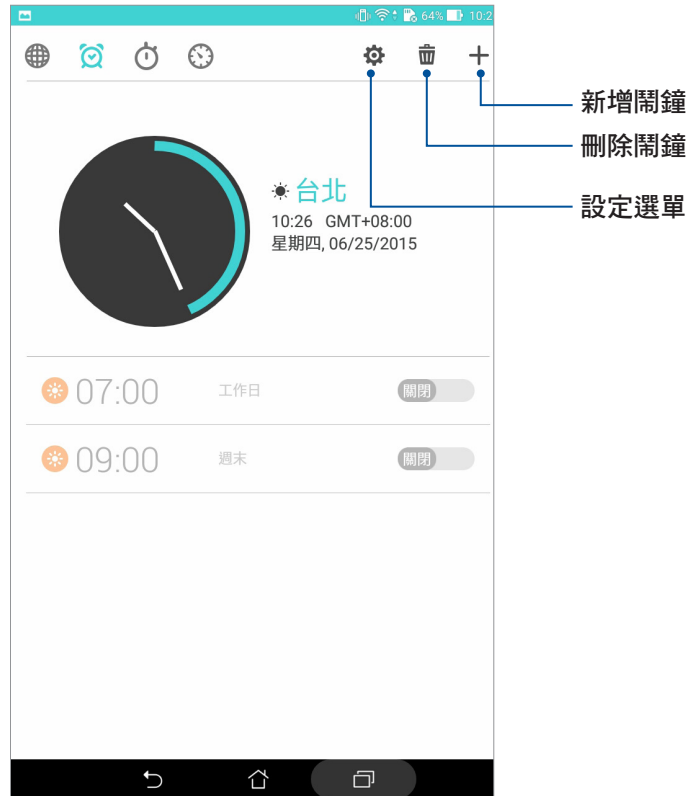 64% 10:2
新增鬧鐘
刪除鬧鐘
台北
設定選單
10:26 GMT+08:00
星期四, 06/25/2015
07:00 工作日 關閉
09:00 週末 關閉